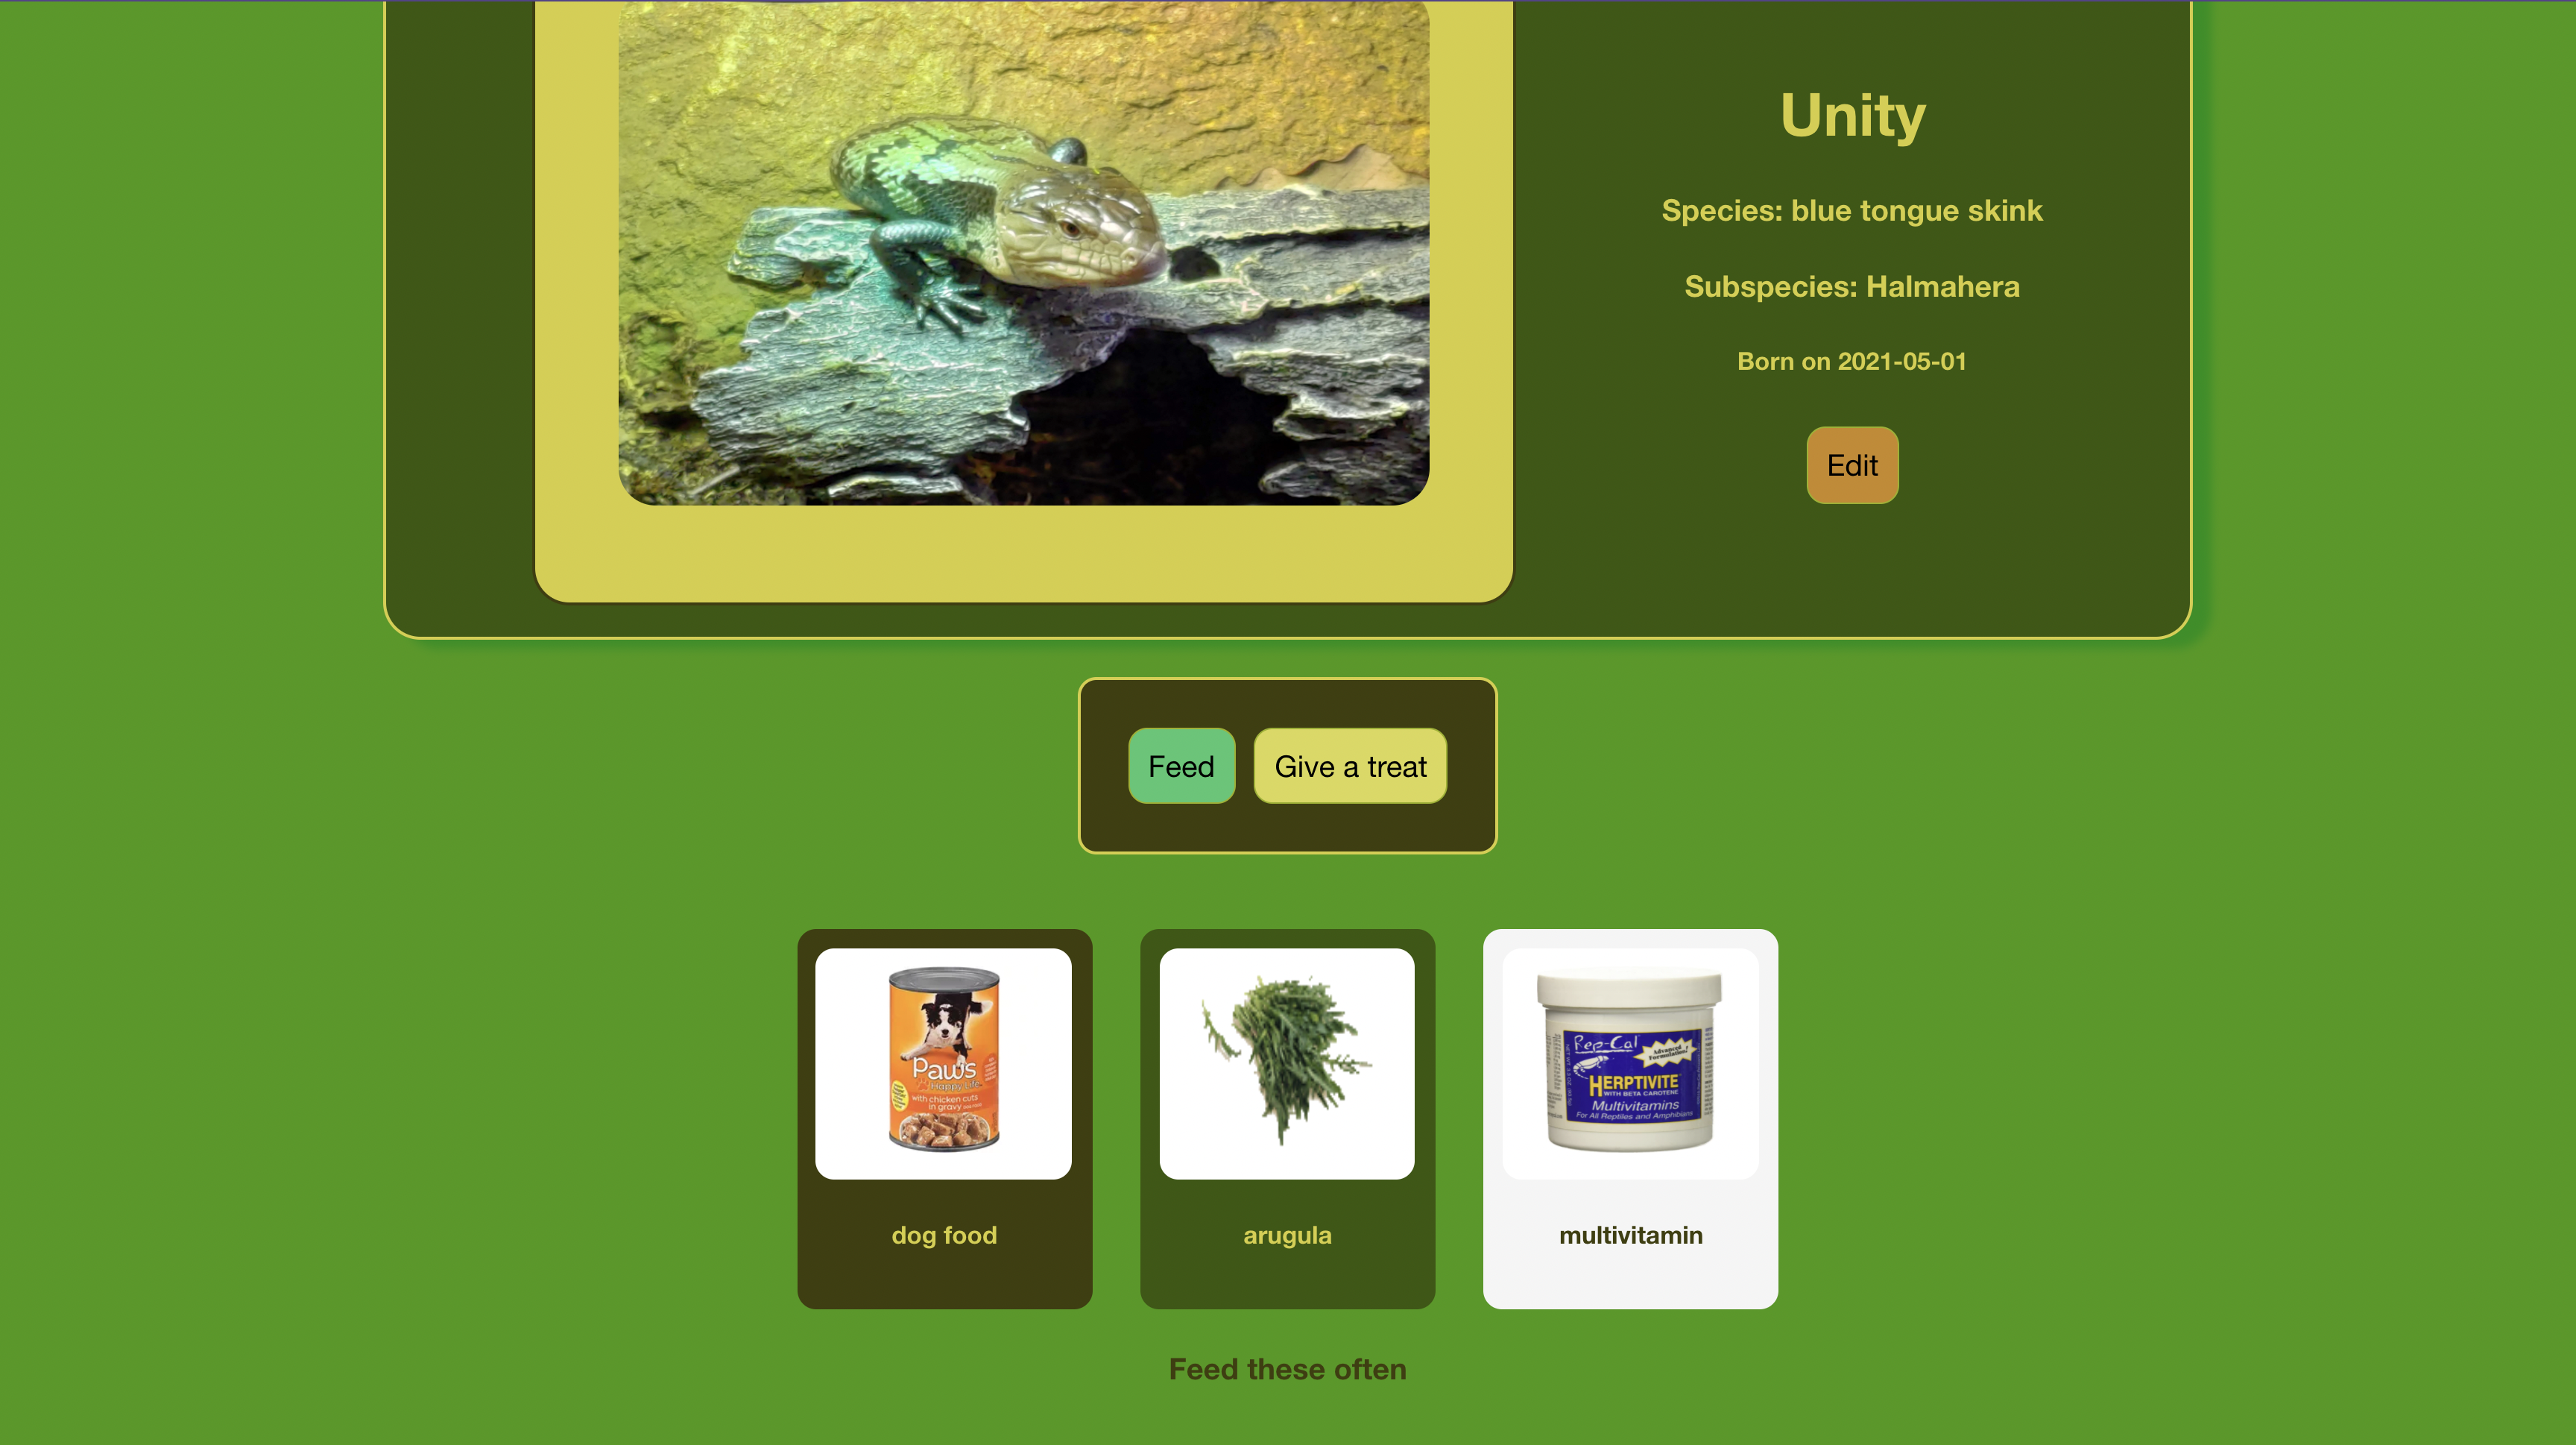 Unity
Species: blue tongue skink
Subspecies: Halmahera
Born on 2021-05-01
Edit
Feed
Give a treat
Paws
Happy Life
with chicken cuts
in gravy
dog food
arugula
Rep-Cal
Advanced
Formulation!
HERPTIVITE
WITH BETA CAROTENE
Multivitamins
For All Reptiles and Amphibians
multivitamin
Feed these often